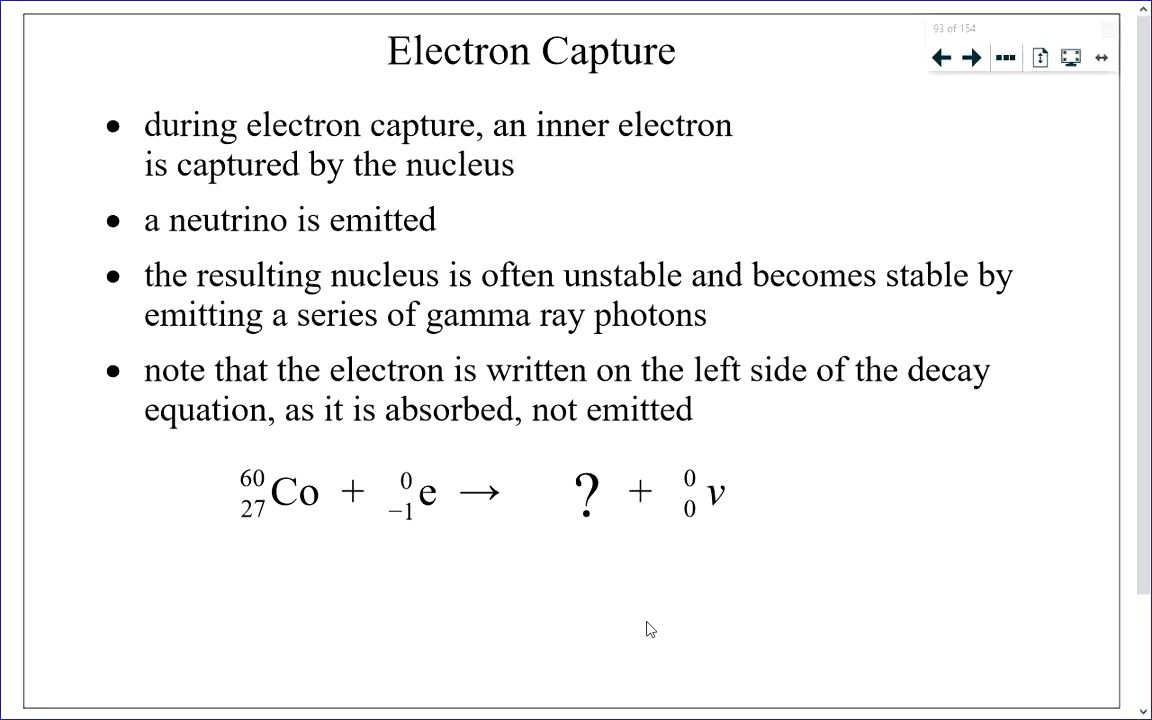 Electron Capture
93 of 154
• during electron capture, an inner electron
is captured by the nucleus
• a neutrino is emitted
• the resulting nucleus is often unstable and becomes stable by
emitting a series of gamma ray photons
• note that the electron is written on the left side of the decay
equation, as it is absorbed, not emitted
⁶⁰₂₇Co + ⁰₋₁e → ? + ⁰₀ν